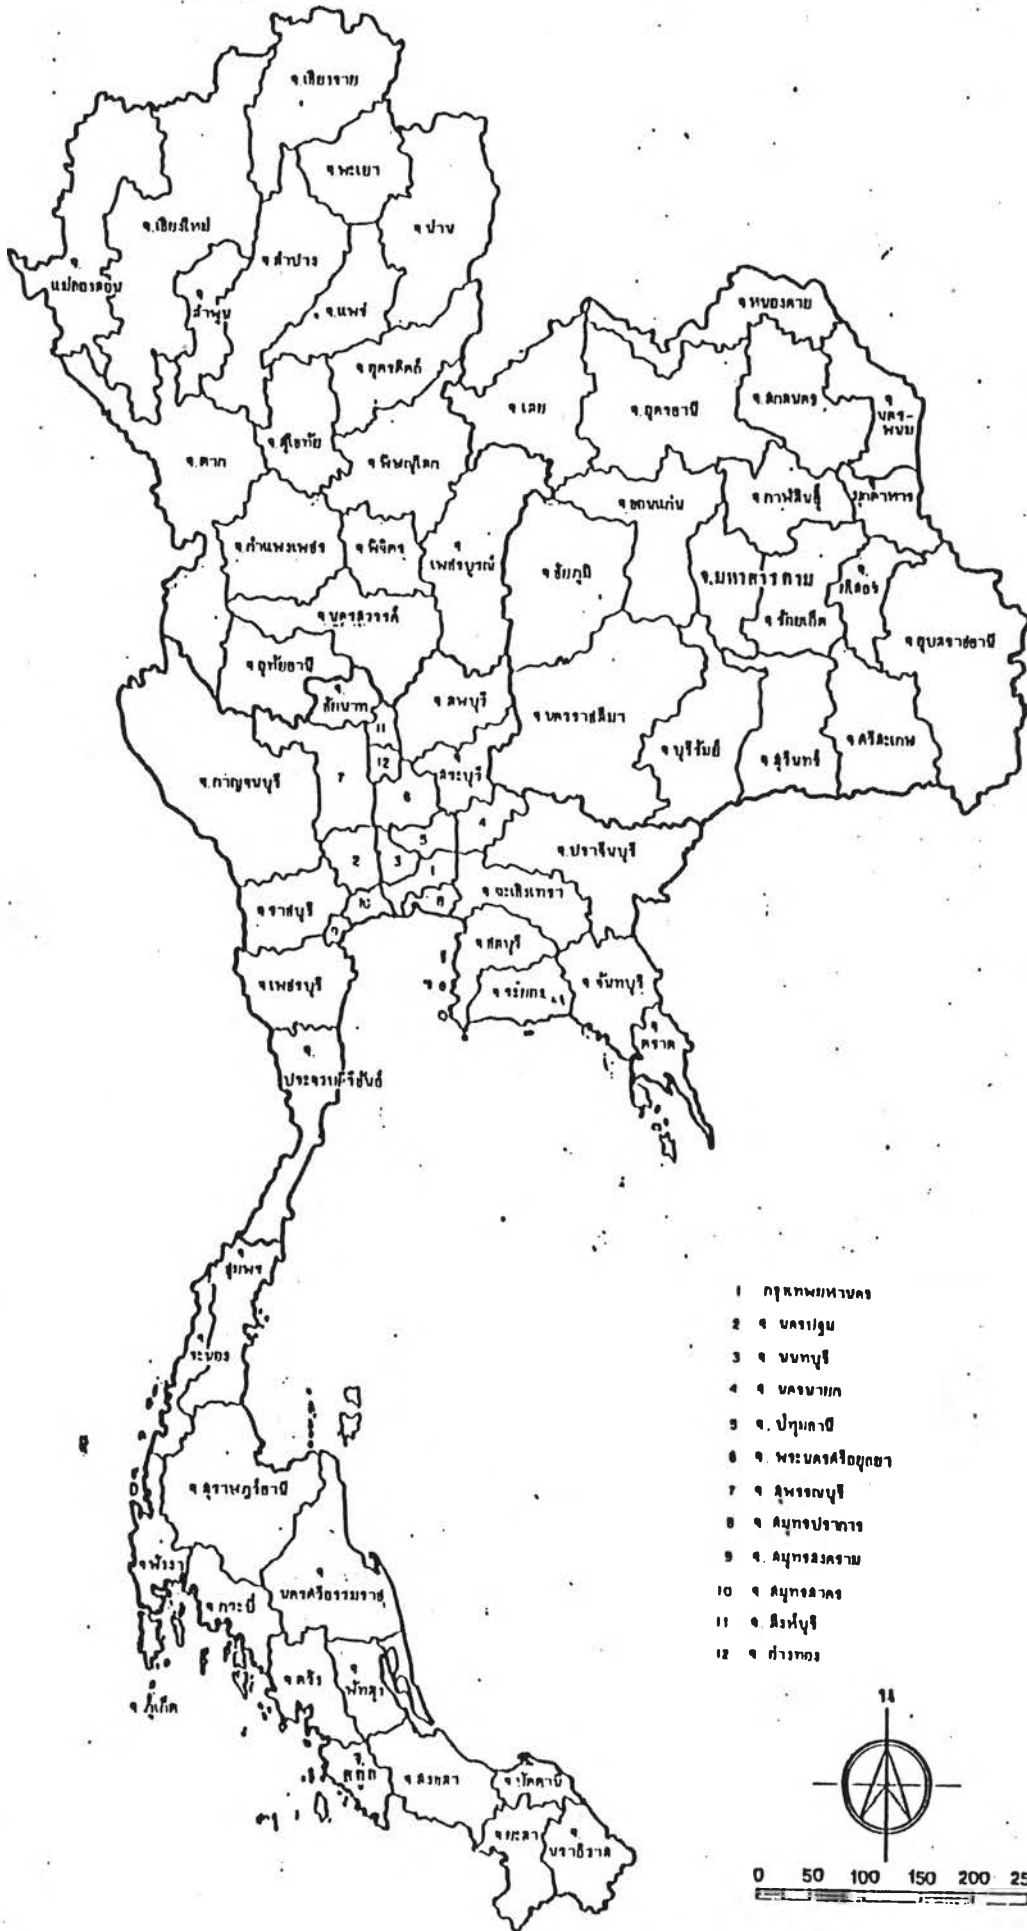 จ.เชียงราย
จ.พะเยา
จ.น่าน
จ.เชียงใหม่
จ.ลำปาง
จ.
แม่ฮ่องสอน
จ.
ลำพูน
จ.แพร่
จ.หนองคาย
จ.อุตรดิตถ์
จ.เลย
จ.อุดรธานี
จ.สกลนคร
จ.
นคร-
พนม
จ.สุโขทัย
จ.ตาก
จ.พิษณุโลก
จ.ขอนแก่น
จ.กาฬสินธุ์
จ.
มุกดาหาร
จ.กำแพงเพชร
จ.พิจิตร
จ.
เพชรบูรณ์
จ.ชัยภูมิ
จ.มหาสารคาม
จ.
ยโสธร
จ.นครสวรรค์
จ.ร้อยเอ็ด
จ.อุบลราชธานี
จ.อุทัยธานี
จ.
ชัยนาท
จ.ลพบุรี
จ.นครราชสีมา
11
จ.บุรีรัมย์
จ.สุรินทร์
จ.ศรีสะเกษ
12
จ.กาญจนบุรี
7
จ.
สระบุรี
6
4
5
จ.ปราจีนบุรี
2
3
1
จ.ฉะเชิงเทรา
จ.ราชบุรี
10
8
9
จ.ชลบุรี
จ.เพชรบุรี
จ.ระยอง
จ.จันทบุรี
จ.
ตราด
จ.
ประจวบคีรีขันธ์
จ.
ชุมพร
จ.
ระนอง
จ.สุราษฎร์ธานี
จ.พังงา
จ.กระบี่
จ.
นครศรีธรรมราช
จ.ตรัง
จ.
พัทลุง
จ.ภูเก็ต
จ.
สตูล
จ.สงขลา
จ.ปัตตานี
จ.ยะลา
จ.
นราธิวาส
1 กรุงเทพมหานคร
2 จ นครปฐม
3 จ นนทบุรี
4 จ นครนายก
5 จ. ปทุมธานี
6 จ. พระนครศรีอยุธยา
7 จ สุพรรณบุรี
8 จ สมุทรปราการ
9 จ. สมุทรสงคราม
10 จ สมุทรสาคร
11 จ. สิงห์บุรี
12 จ อ่างทอง
น
0 50 100 150 200 25